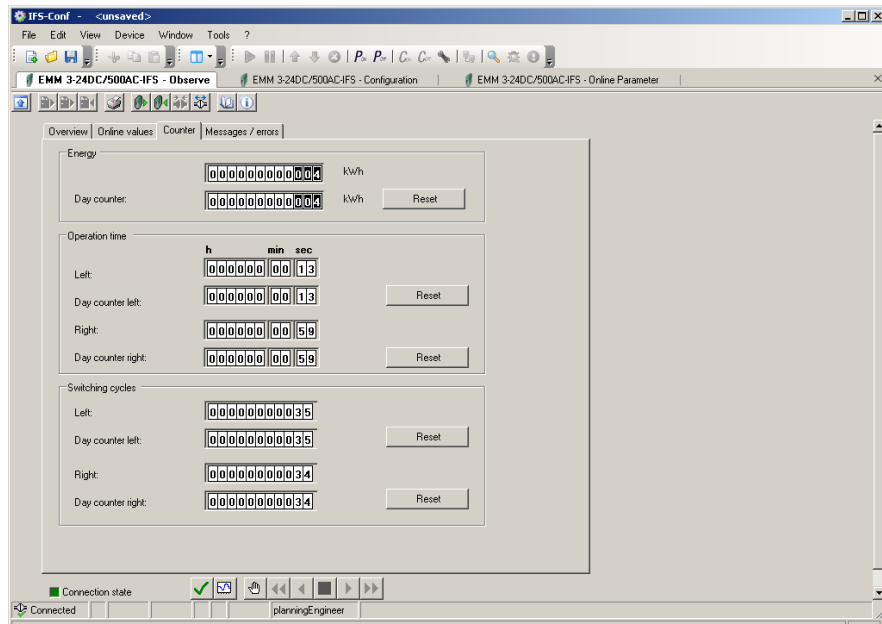 IFS-Conf - <unsaved>
File Edit View Device Window Tools ?
EMM 3-24DC/500AC-IFS - Observe EMM 3-24DC/500AC-IFS - Configuration | EMM 3-24DC/500AC-IFS - Online Parameter |
Overview Online values Counter Messages / errors
Energy
000000000004 kWh
Day counter: 000000000004 kWh Reset
Operation time
h min sec
Left: 000000 00 13
Day counter left: 000000 00 13 Reset
Right: 000000 00 59
Day counter right: 000000 00 59 Reset
Switching cycles
Left: 00000000035
Day counter left: 00000000035 Reset
Right: 00000000034
Day counter right: 00000000034 Reset
Connection state
Connected planningEngineer